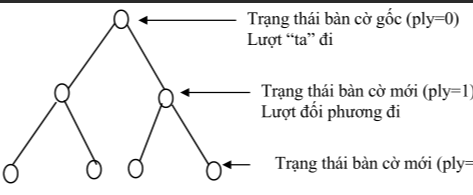 Trạng thái bàn cờ gốc (ply=0)
Lượt “ta” đi
Trạng thái bàn cờ mới (ply=1)
Lượt đối phương đi
Trạng thái bàn cờ mới (ply=